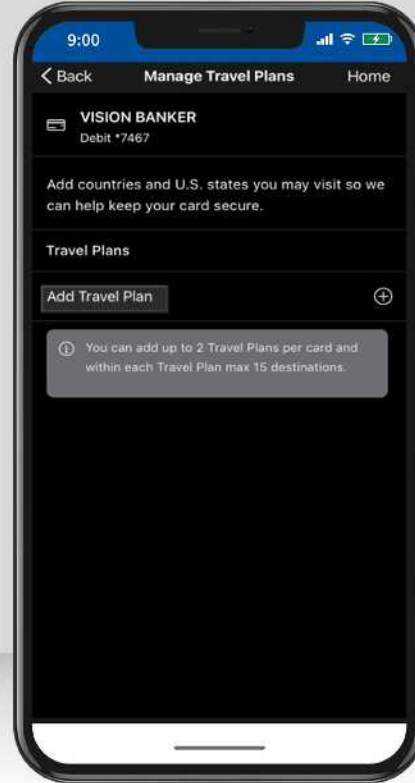 9:00
Back Manage Travel Plans Home
VISION BANKER
Debit *7467
Add countries and U.S. states you may visit so we
can help keep your card secure.
Travel Plans
Add Travel Plan
You can add up to 2 Travel Plans per card and
within each Travel Plan max 15 destinations.